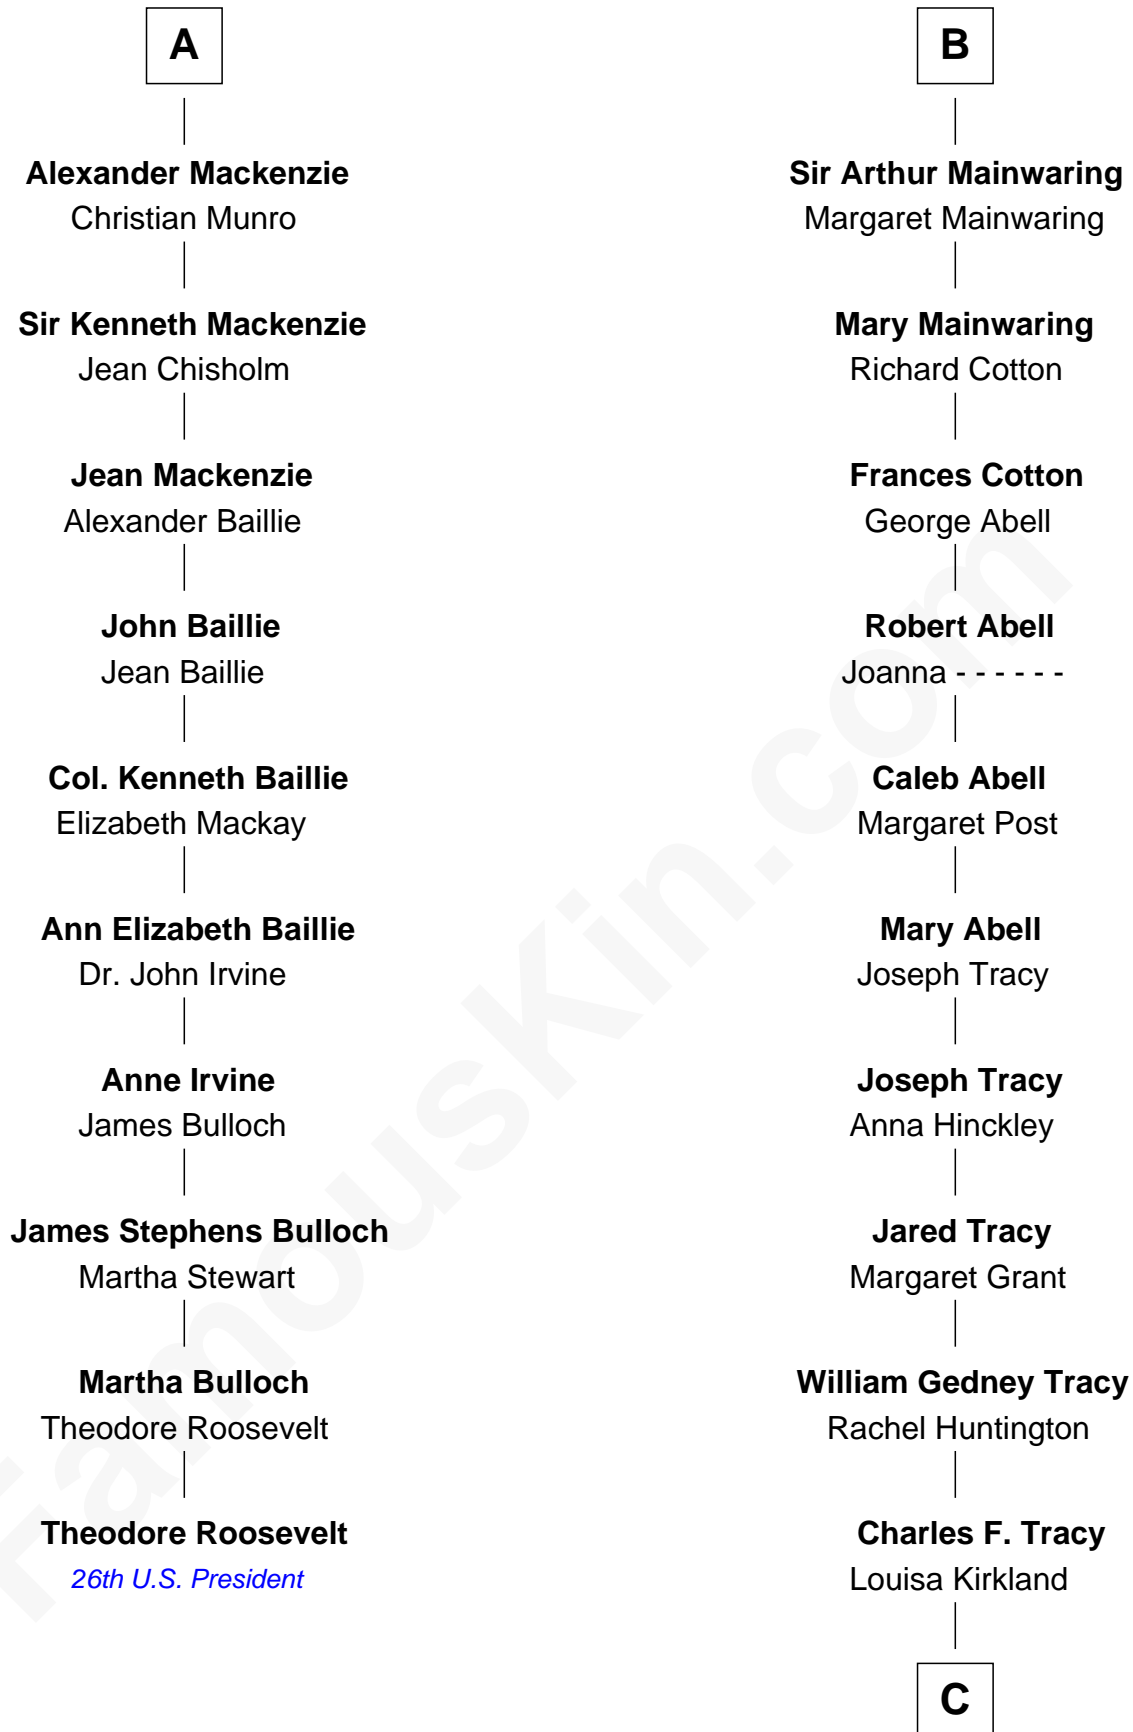 A
Alexander Mackenzie
Christian Munro
Sir Kenneth Mackenzie
Jean Chisholm
Jean Mackenzie
Alexander Baillie
John Baillie
Jean Baillie
Col. Kenneth Baillie
Elizabeth Mackay
Ann Elizabeth Baillie
Dr. John Irvine
Anne Irvine
James Bulloch
James Stephens Bulloch
Martha Stewart
Martha Bulloch
Theodore Roosevelt
Theodore Roosevelt
26th U.S. President
B
Sir Arthur Mainwaring
Margaret Mainwaring
Mary Mainwaring
Richard Cotton
Frances Cotton
George Abell
Robert Abell
Joanna - - - - - -
Caleb Abell
Margaret Post
Mary Abell
Joseph Tracy
Joseph Tracy
Anna Hinckley
Jared Tracy
Margaret Grant
William Gedney Tracy
Rachel Huntington
Charles F. Tracy
Louisa Kirkland
C
FamousKin.com